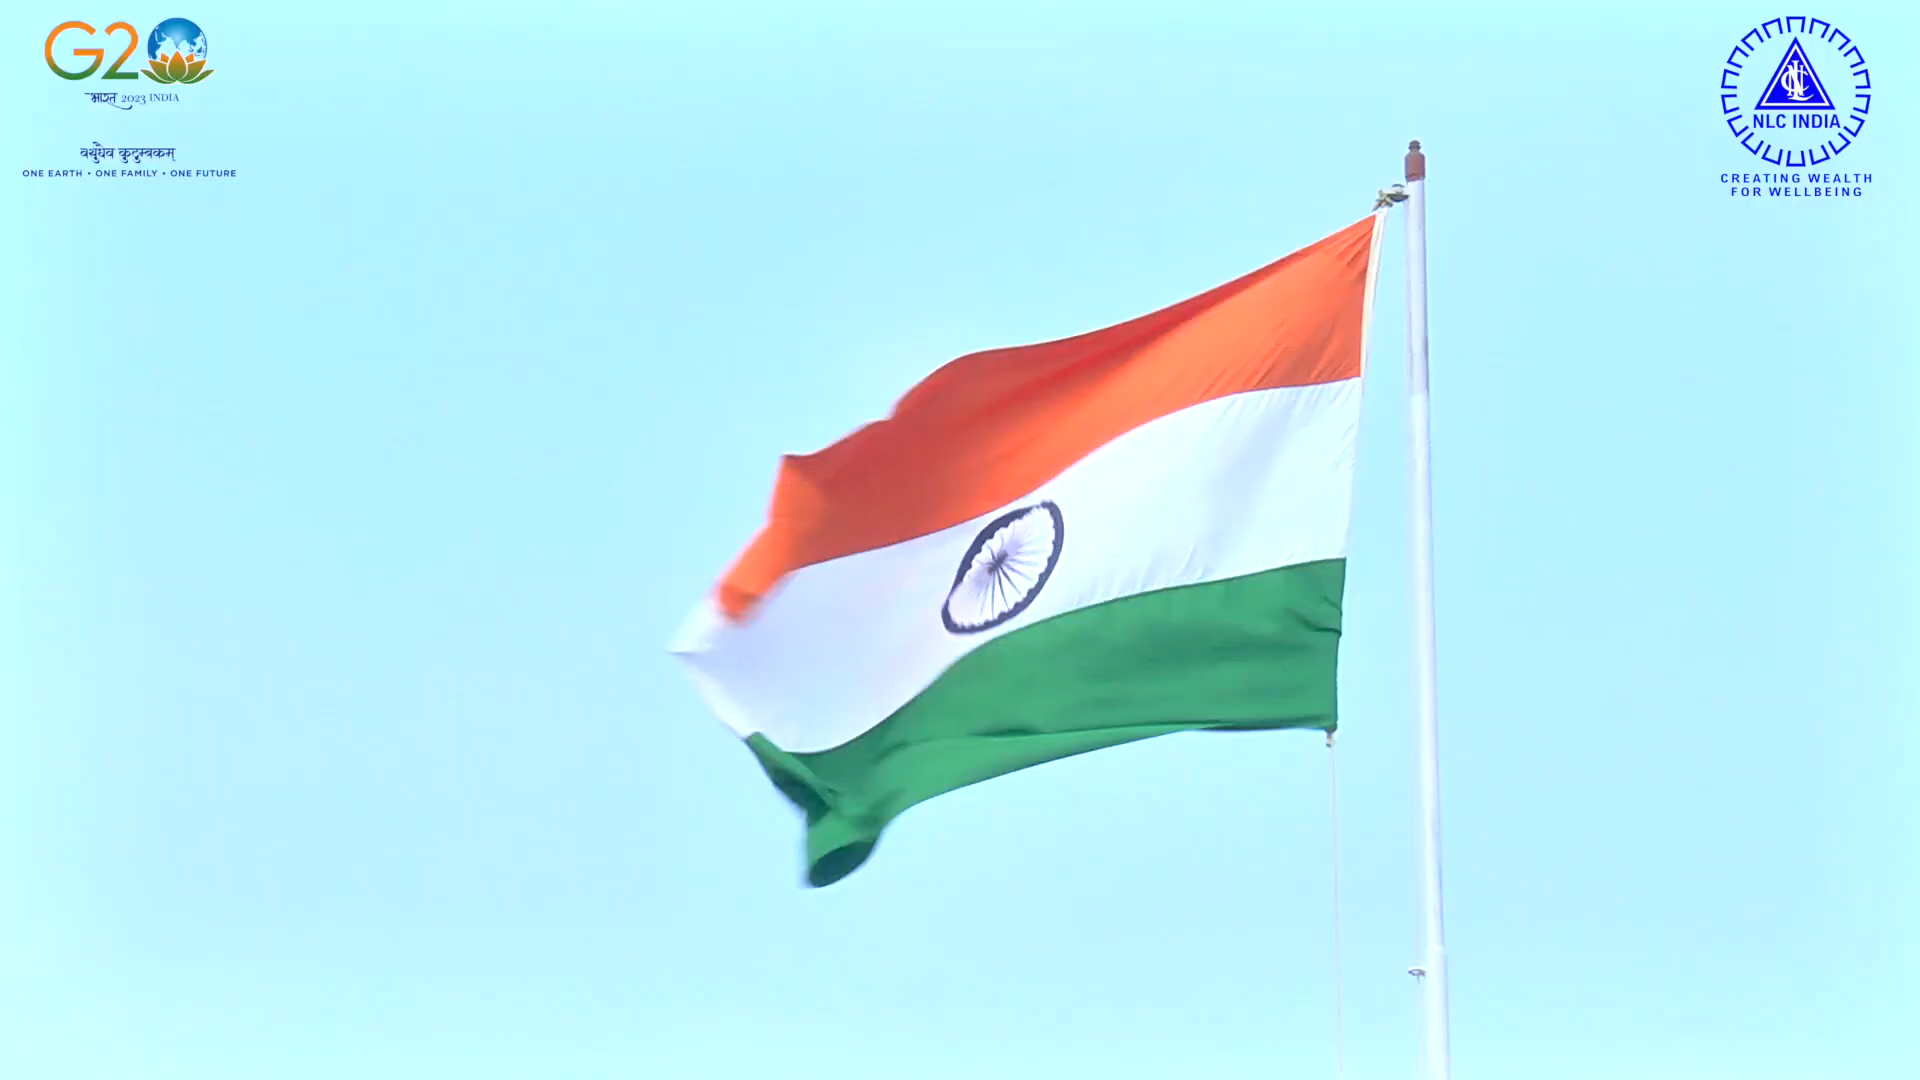 G20
भारत 2023 INDIA
वसुधैव कुटुम्बकम्
ONE EARTH • ONE FAMILY • ONE FUTURE
NLC INDIA
CREATING WEALTH
FOR WELLBEING